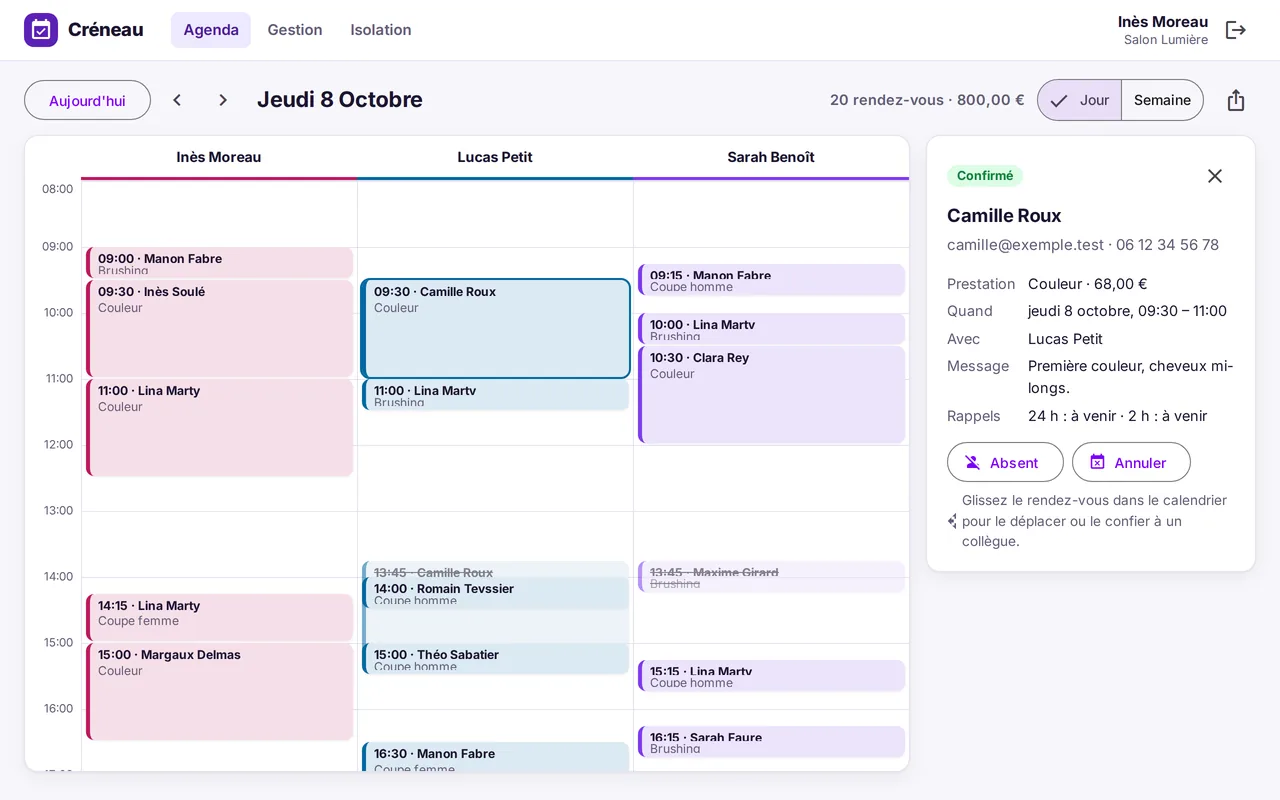 Créneau
Agenda
Gestion
Isolation
Inès Moreau
Salon Lumière
Aujourd'hui
Jeudi 8 Octobre
20 rendez-vous · 800,00 €
Jour
Semaine
Inès Moreau
Lucas Petit
Sarah Benoît
08:00
09:00
10:00
11:00
12:00
13:00
14:00
15:00
16:00
09:00 · Manon Fabre
Brushing
09:30 · Inès Soulé
Couleur
11:00 · Lina Marty
Couleur
14:15 · Lina Marty
Coupe femme
15:00 · Margaux Delmas
Couleur
09:30 · Camille Roux
Couleur
11:00 · Lina Marty
Brushing
13:45 · Camille Roux
14:00 · Romain Teyssier
Coupe homme
15:00 · Théo Sabatier
Coupe homme
16:30 · Manon Fabre
Coupe femme
09:15 · Manon Fabre
Coupe homme
10:00 · Lina Marty
Brushing
10:30 · Clara Rey
Couleur
13:45 · Maxime Girard
Brushing
15:15 · Lina Marty
Coupe homme
16:15 · Sarah Faure
Brushing
Confirmé
Camille Roux
camille@exemple.test · 06 12 34 56 78
Prestation Couleur · 68,00 €
Quand jeudi 8 octobre, 09:30 – 11:00
Avec Lucas Petit
Message Première couleur, cheveux mi-
longs.
Rappels 24 h : à venir · 2 h : à venir
Absent
Annuler
Glissez le rendez-vous dans le calendrier
pour le déplacer ou le confier à un
collègue.